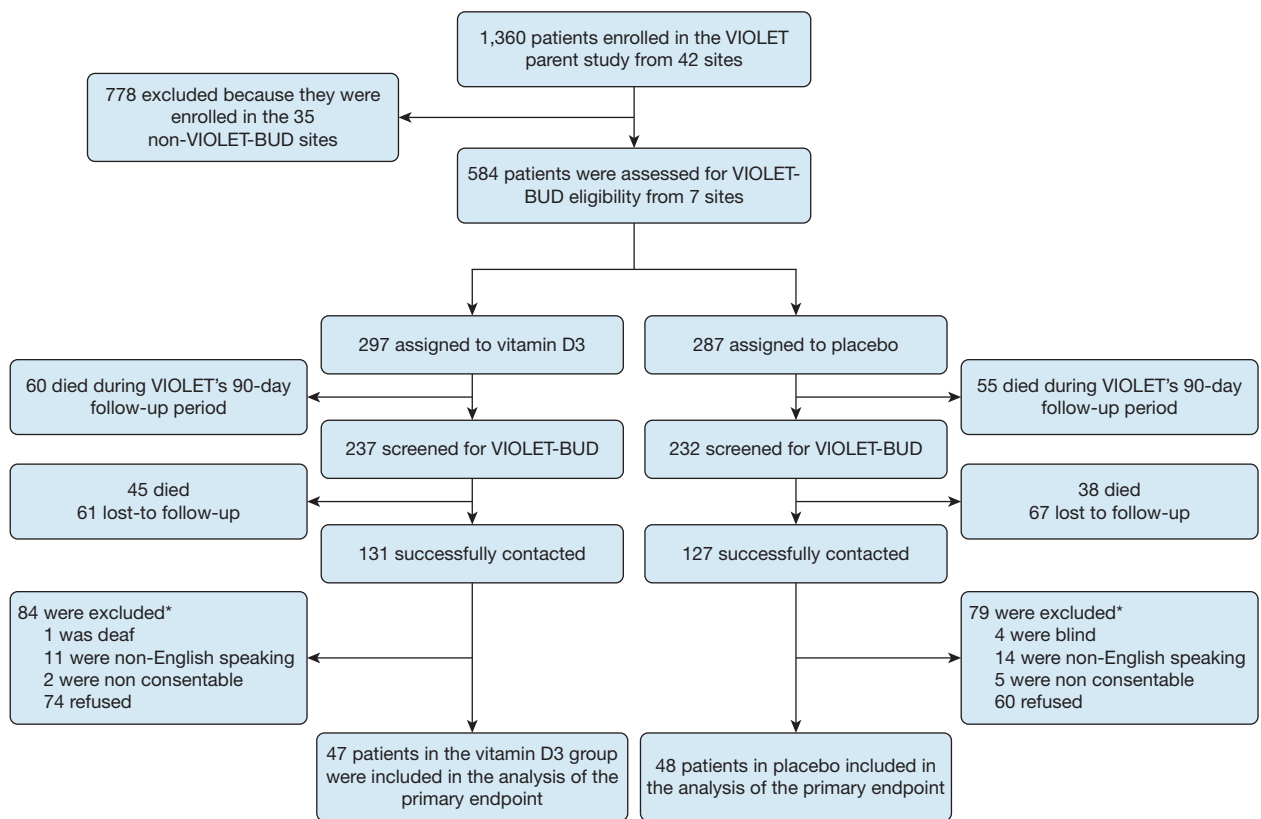 1,360 patients enrolled in the VIOLET
parent study from 42 sites
778 excluded because they were
enrolled in the 35
non-VIOLET-BUD sites
584 patients were assessed for VIOLET-
BUD eligibility from 7 sites
297 assigned to vitamin D3
287 assigned to placebo
60 died during VIOLET's 90-day
follow-up period
55 died during VIOLET's 90-day
follow-up period
237 screened for VIOLET-BUD
232 screened for VIOLET-BUD
45 died
61 lost-to follow-up
38 died
67 lost to follow-up
131 successfully contacted
127 successfully contacted
84 were excluded*
1 was deaf
11 were non-English speaking
2 were non consentable
74 refused
79 were excluded*
4 were blind
14 were non-English speaking
5 were non consentable
60 refused
47 patients in the vitamin D3 group
were included in the analysis of the
primary endpoint
48 patients in placebo included in
the analysis of the primary endpoint